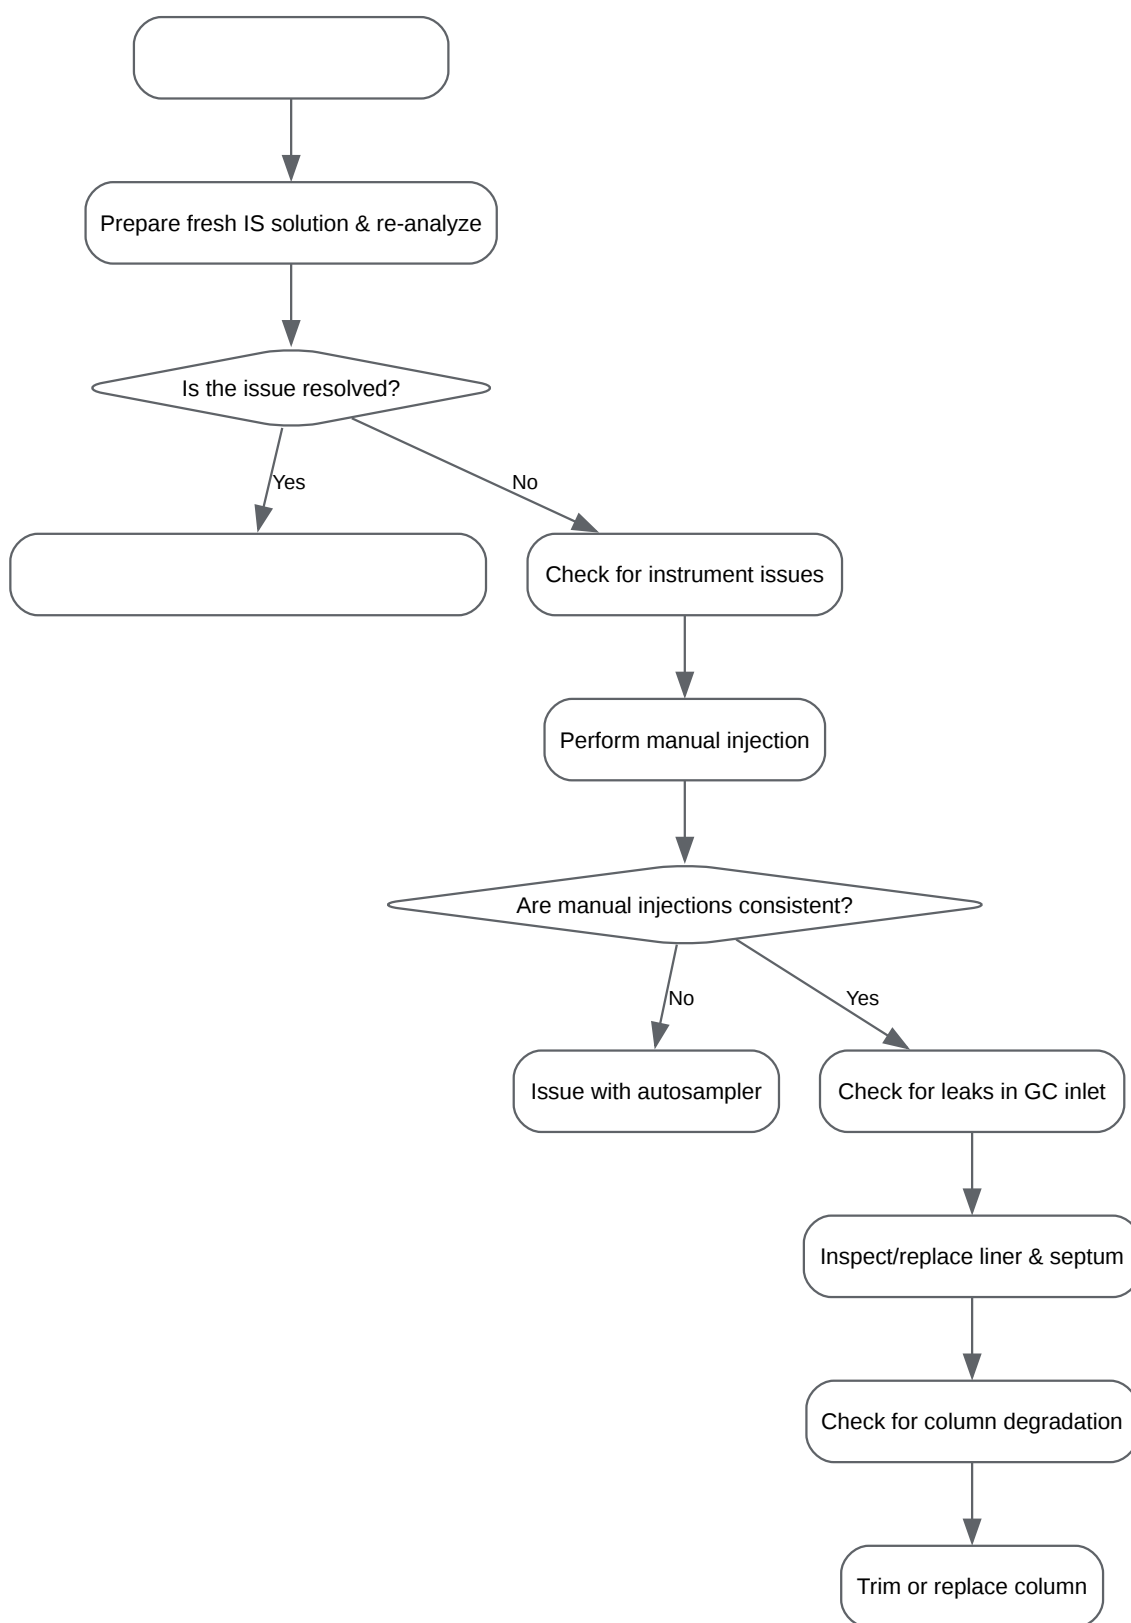 Prepare fresh IS solution & re-analyze
Is the issue resolved?
Yes
No
Check for instrument issues
Perform manual injection
Are manual injections consistent?
No
Yes
Issue with autosampler
Check for leaks in GC inlet
Inspect/replace liner & septum
Check for column degradation
Trim or replace column